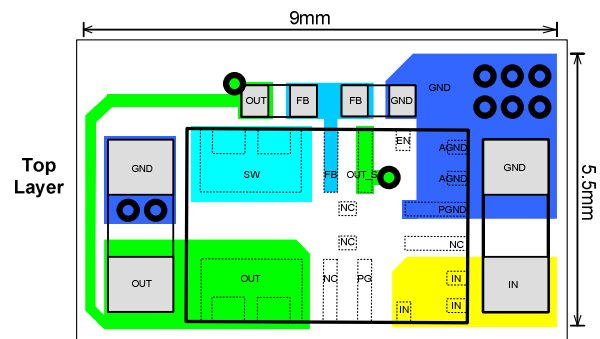 9mm
GND
OUT FB FB GND
EN
AGND
Top
Layer
GND
SW
FB
OUT_S
AGND
GND
NC
PGND
NC
NC
5.5mm
OUT
OUT
NC
PG
IN
IN
IN
IN